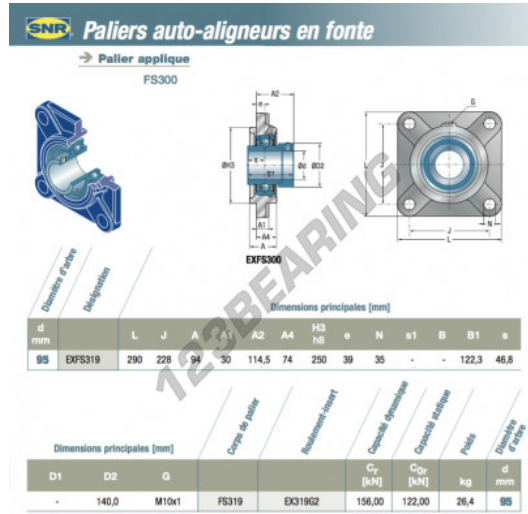 SNR Paliers auto-aligneurs en fonte
Palier applique
FS300
A2
e
G
s
ØH3
B1
Ød
ØD2
L
J
A1
A4
A
N
J
L
EXFS300
123BEARING
Diamètre d'arbre
Désignation
Dimensions principales [mm]
d mm L J A A1 A2 A4 H3 h8 e N s1 B B1 s
95 EXFS319 290 228 94 30 114,5 74 250 39 35 - - 122,3 46,8
Dimensions principales [mm] Corps de palier Roulement-insert Capacité dynamique Capacité statique Poids Diamètre d'arbre
D1 D2 G Cr [kN] C0r [kN] kg d mm
- 140,0 M10x1 FS319 EX319G2 156,00 122,00 26,4 95